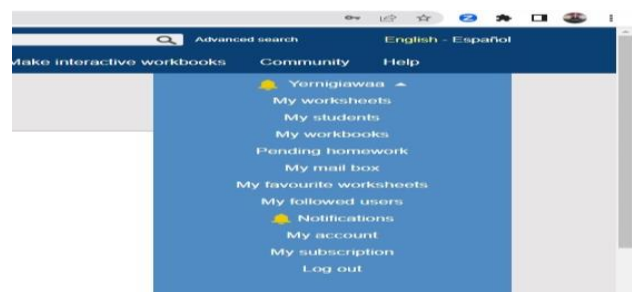 Advanced search English - Español
Make interactive workbooks Community Help
Yernigiawaa
My worksheets
My students
My workbooks
Pending homework
My mail box
My favourite worksheets
My followed users
Notifications
My account
My subscription
Log out